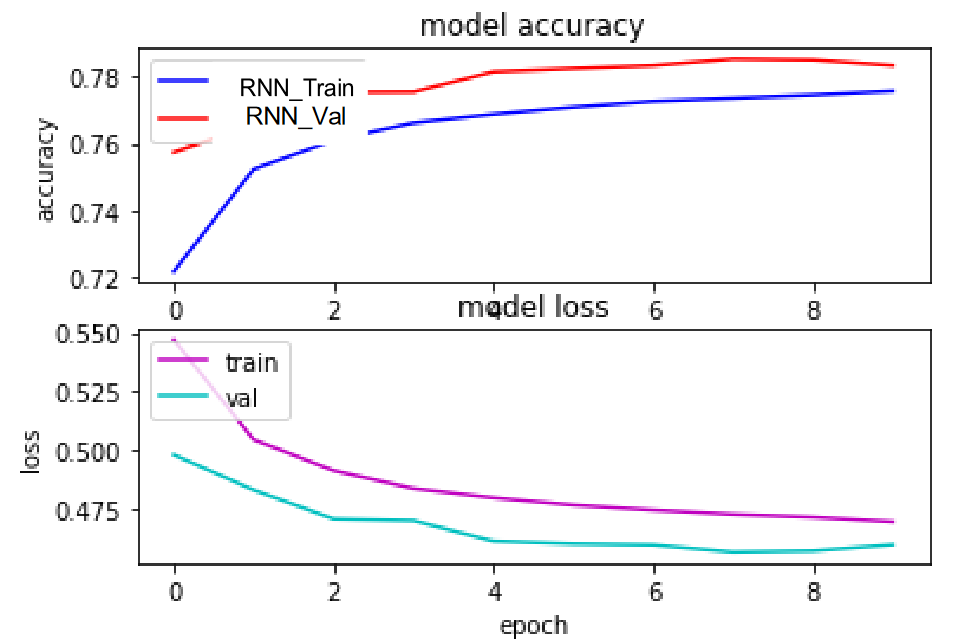 model accuracy
RNN_Train
RNN_Val
accuracy
0.78
0.76
0.74
0.72
0 2 4 6 8
model loss
train
val
loss
0.550
0.525
0.500
0.475
0 2 4 6 8
epoch